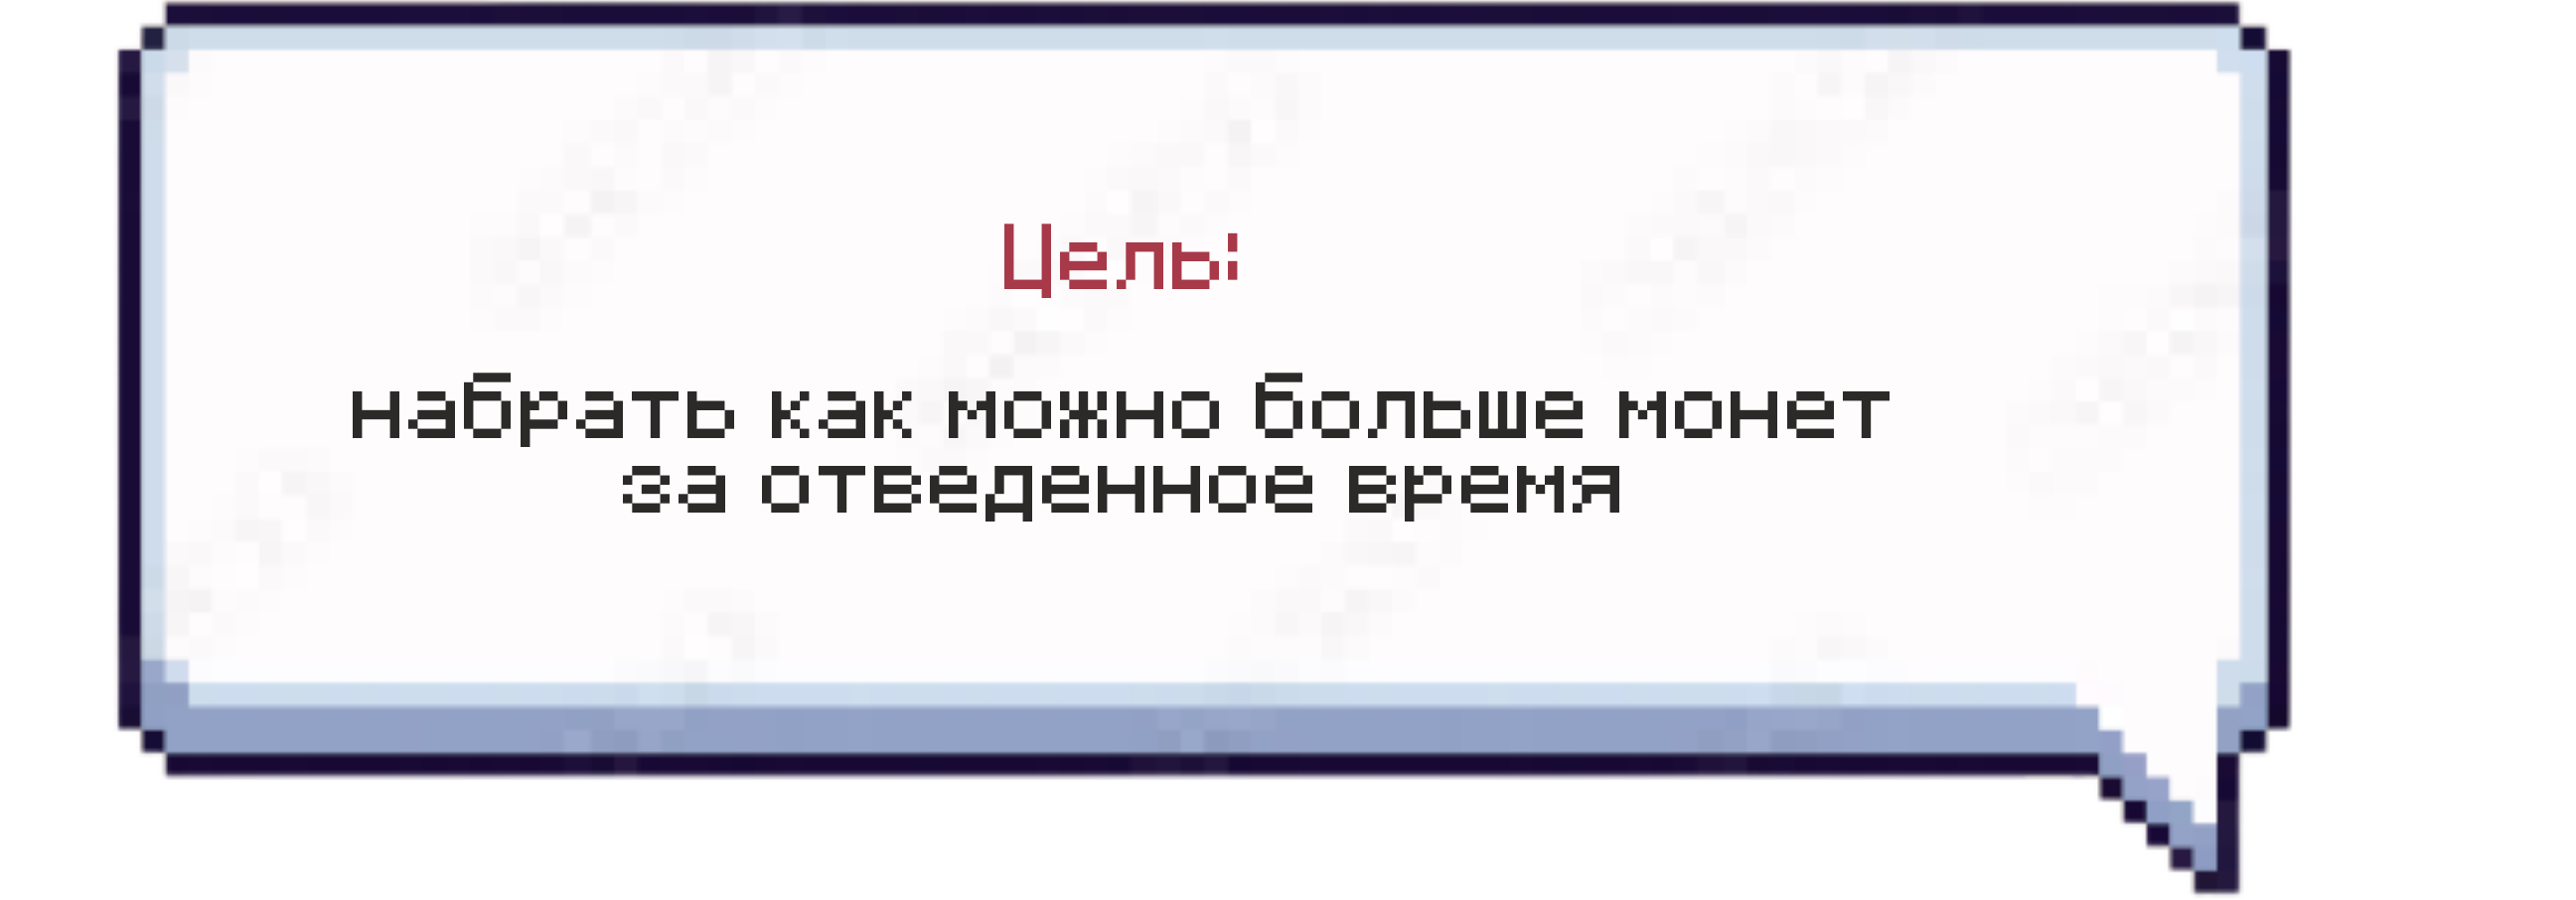 Цель:
набрать как можно больше монет
за отведенное время